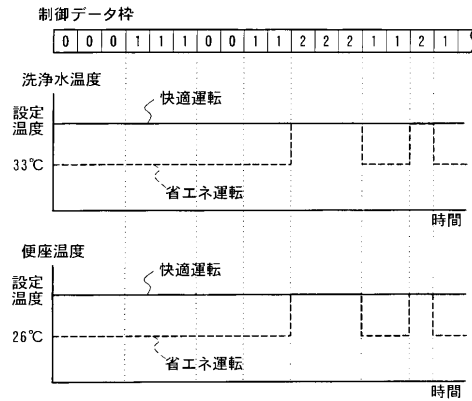 制御データ枠
0 0 0 1 1 1 0 0 1 1 2 2 2 1 1 2 1
洗浄水温度
快適運転
設定
温度
33℃
省エネ運転
時間
便座温度
快適運転
設定
温度
26℃
省エネ運転
時間